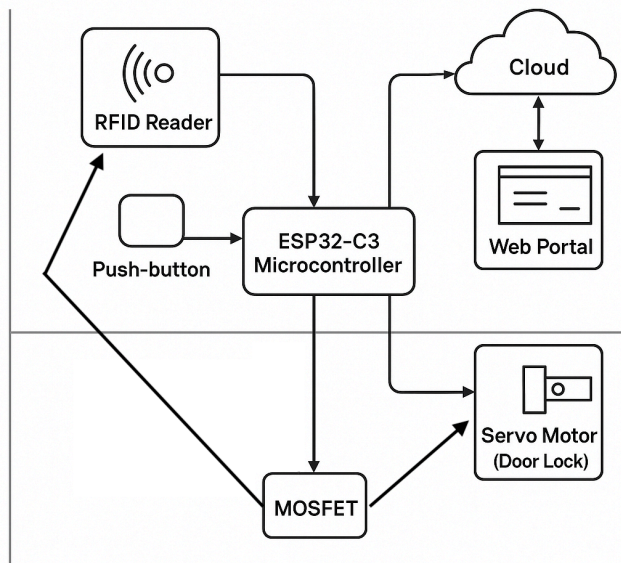 RFID Reader
Cloud
Push-button
ESP32-C3
Microcontroller
Web Portal
Servo Motor
(Door Lock)
MOSFET